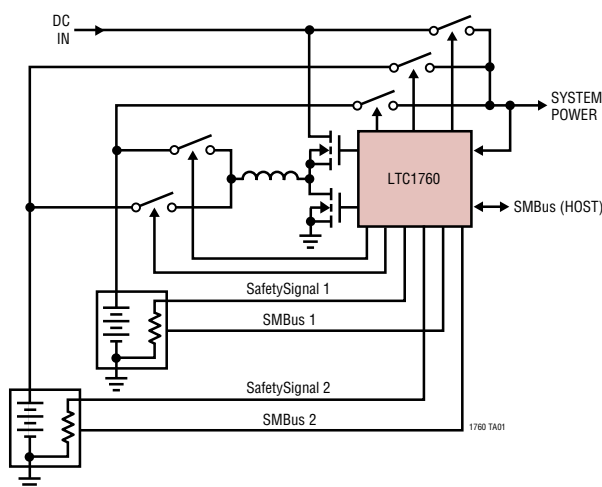 DC
IN
SYSTEM
POWER
LTC1760
SMBus (HOST)
SafetySignal 1
SMBus 1
SafetySignal 2
SMBus 2
1760 TA01